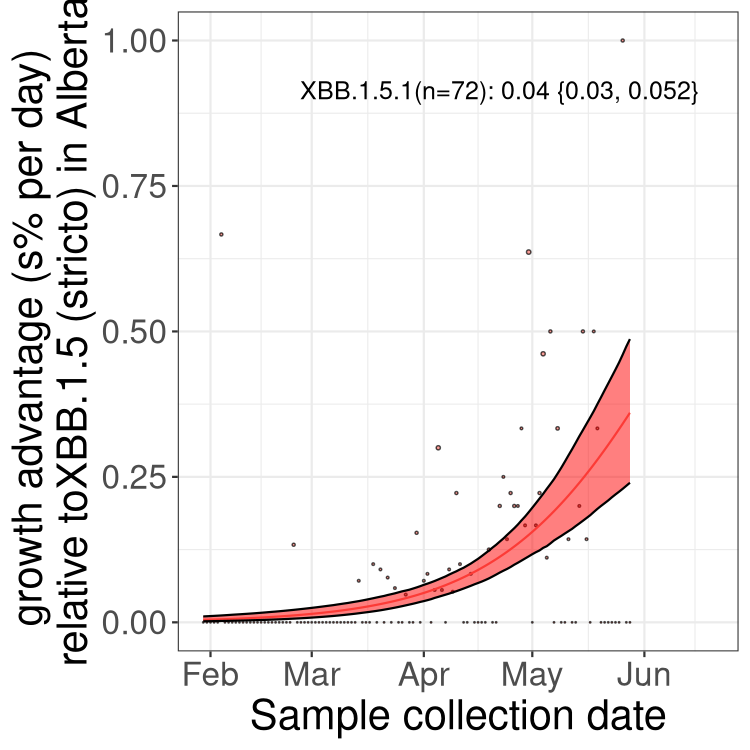 growth advantage (s% per day)
relative toXBB.1.5 (stricto) in Alberta
1.00
0.75
0.50
0.25
0.00
XBB.1.5.1(n=72): 0.04 {0.03, 0.052}
Feb Mar Apr May Jun
Sample collection date